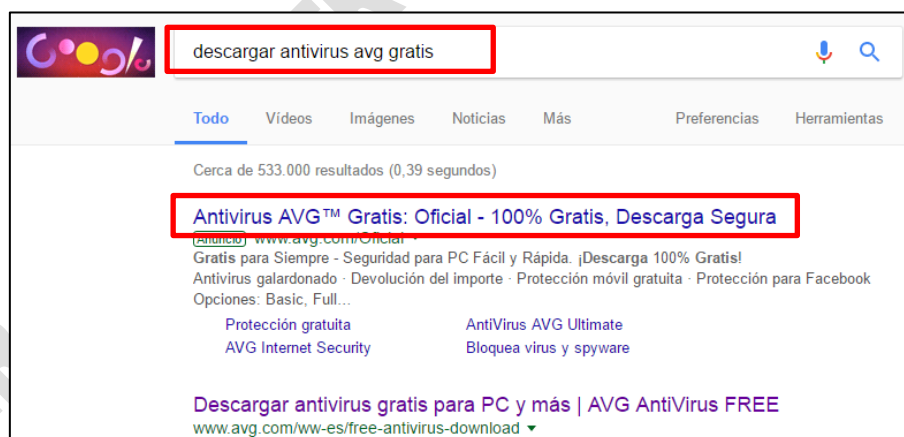 Google
descargar antivirus avg gratis
Todo Vídeos Imágenes Noticias Más Preferencias Herramientas
Cerca de 533.000 resultados (0,39 segundos)
Antivirus AVG™ Gratis: Oficial - 100% Gratis, Descarga Segura
Anuncio www.avg.com/Oficial
Gratis para Siempre - Seguridad para PC Fácil y Rápida. ¡Descarga 100% Gratis!
Antivirus galardonado · Devolución del importe · Protección móvil gratuita · Protección para Facebook
Opciones: Basic, Full...
Protección gratuita AntiVirus AVG Ultimate
AVG Internet Security Bloquea virus y spyware
Descargar antivirus gratis para PC y más | AVG AntiVirus FREE
www.avg.com/ww-es/free-antivirus-download